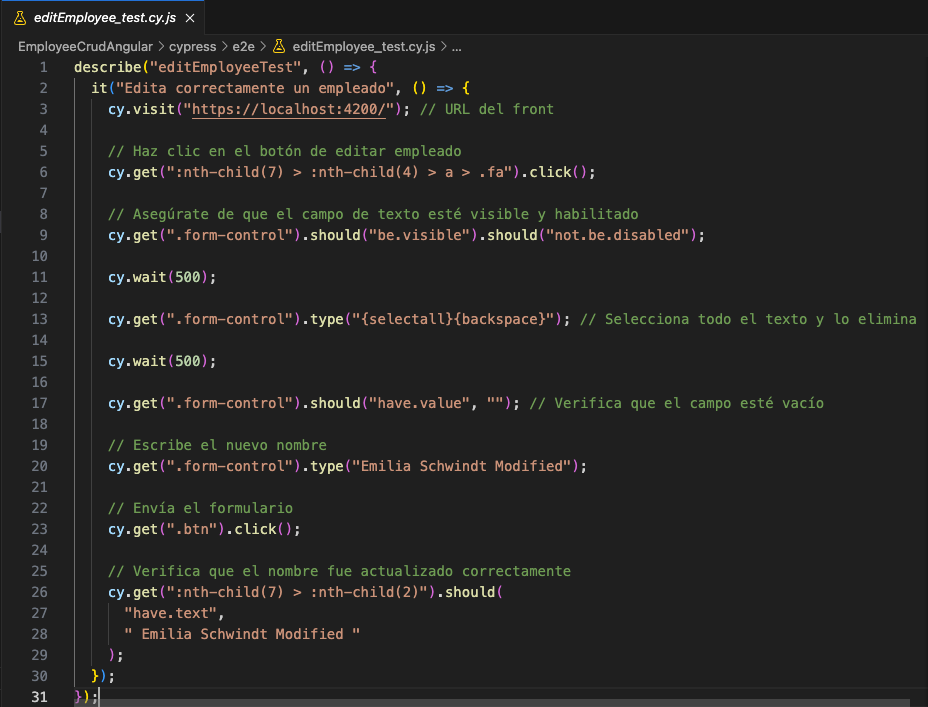 editEmployee_test.cy.js ×
EmployeeCrudAngular > cypress > e2e > editEmployee_test.cy.js > ...
1 describe("editEmployeeTest", () => {
2 it("Edita correctamente un empleado", () => {
3 cy.visit("https://localhost:4200/"); // URL del front
4
5 // Haz clic en el botón de editar empleado
6 cy.get(":nth-child(7) > :nth-child(4) > a > .fa").click();
7
8 // Asegúrate de que el campo de texto esté visible y habilitado
9 cy.get(".form-control").should("be.visible").should("not.be.disabled");
10
11 cy.wait(500);
12
13 cy.get(".form-control").type("{selectall}{backspace}"); // Selecciona todo el texto y lo elimina
14
15 cy.wait(500);
16
17 cy.get(".form-control").should("have.value", ""); // Verifica que el campo esté vacío
18
19 // Escribe el nuevo nombre
20 cy.get(".form-control").type("Emilia Schwindt Modified");
21
22 // Envía el formulario
23 cy.get(".btn").click();
24
25 // Verifica que el nombre fue actualizado correctamente
26 cy.get(":nth-child(7) > :nth-child(2)").should(
27 "have.text",
28 " Emilia Schwindt Modified "
29 );
30 });
31 });